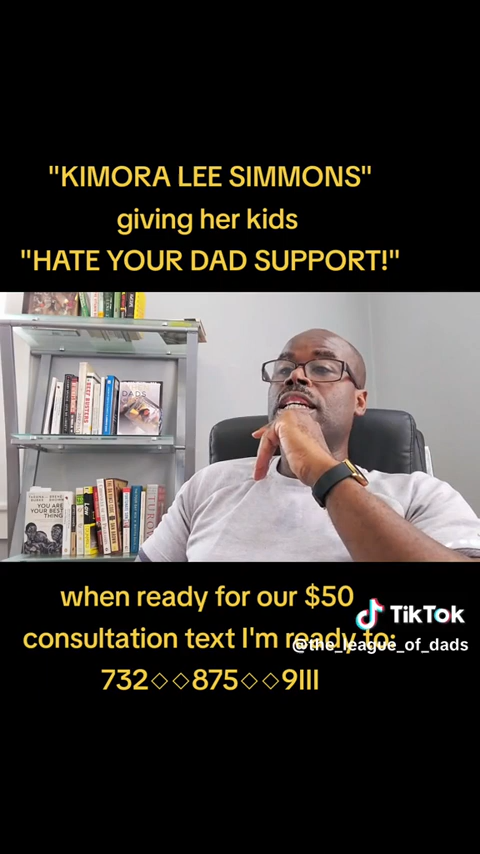 "KIMORA LEE SIMMONS"
giving her kids
"HATE YOUR DAD SUPPORT!"
DADS
YOU ARE
YOUR BEST
THING
when ready for our $50
TikTok
consultation text I'm ready to:
@the_league_of_dads
732◇◇875◇◇9III